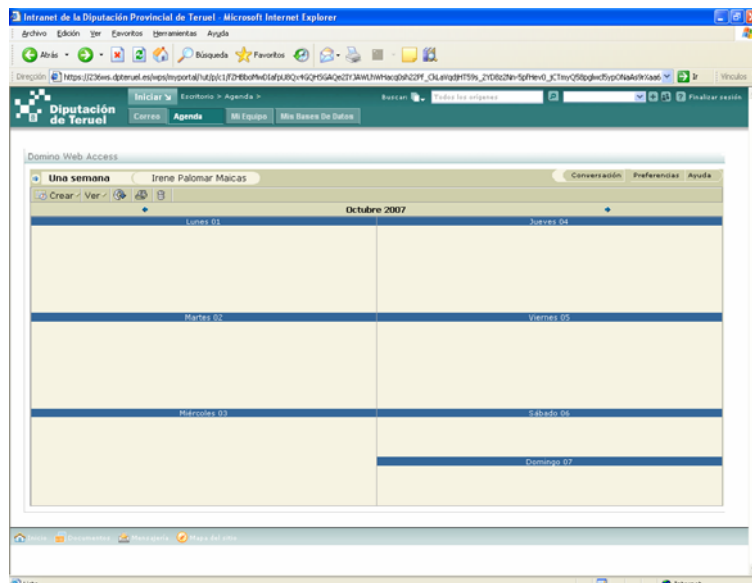 Intranet de la Diputación Provincial de Teruel - Microsoft Internet Explorer
Archivo Edición Ver Favoritos Herramientas Ayuda
Atrás Búsqueda Favoritos
Dirección Ir Vínculos
Iniciar Escritorio > Agenda > Buscar Todos los orígenes Finalizar sesión
Diputación de Teruel
Correo Agenda Mi Equipo Mis Bases De Datos
Domino Web Access
Una semana Irene Palomar Maicas Conversación Preferencias Ayuda
Crear Ver
Octubre 2007
Lunes 01 Jueves 04
Martes 02 Viernes 05
Miércoles 03 Sábado 06
Domingo 07
Inicio Documentos Mensajería Mapa del sitio
Listo Internet